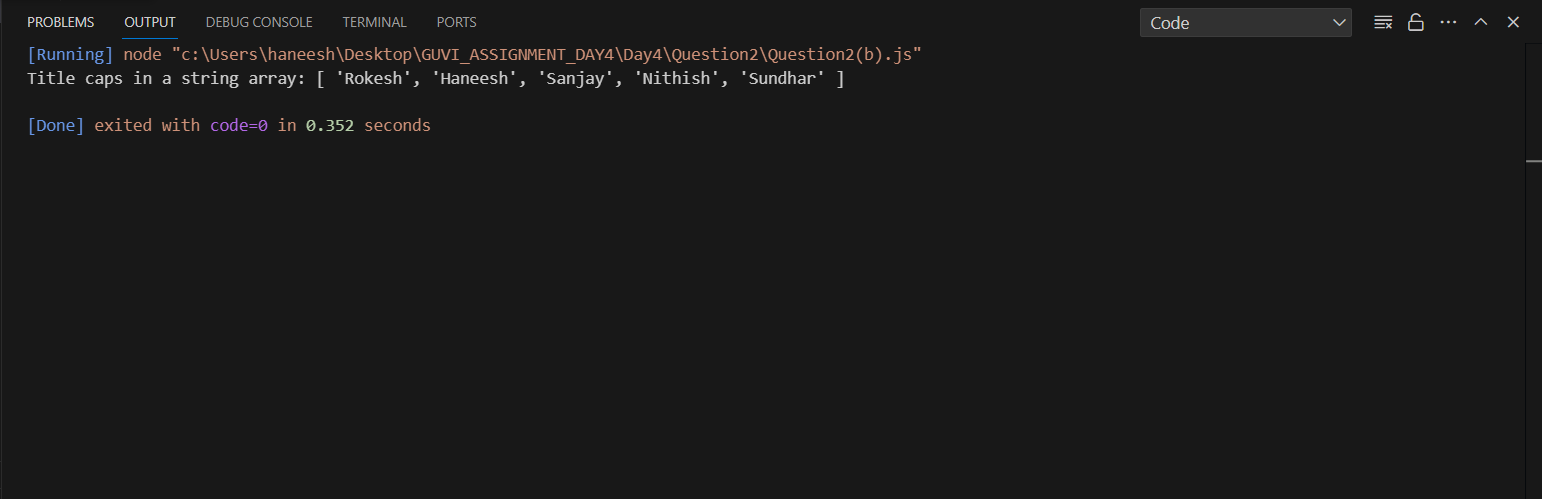 PROBLEMS OUTPUT DEBUG CONSOLE TERMINAL PORTS Code
[Running] node "c:\Users\haneesh\Desktop\GUVI_ASSIGNMENT_DAY4\Day4\Question2\Question2(b).js"
Title caps in a string array: [ 'Rokesh', 'Haneesh', 'Sanjay', 'Nithish', 'Sundhar' ]
[Done] exited with code=0 in 0.352 seconds